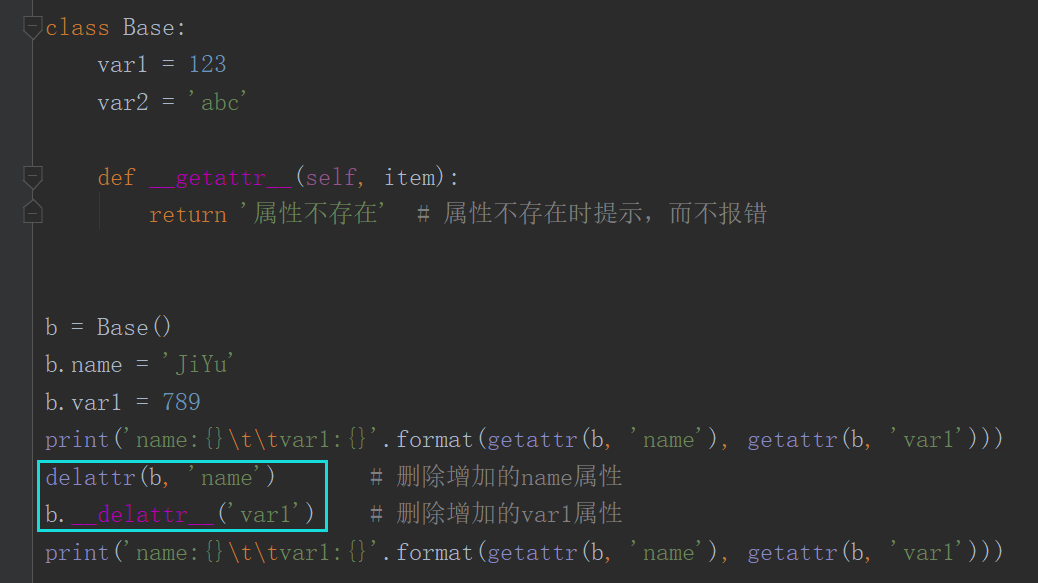 class Base:
    var1 = 123
    var2 = 'abc'
    def __getattr__(self, item):
        return '属性不存在'  # 属性不存在时提示，而不报错
b = Base()
b.name = 'JiYu'
b.var1 = 789
print('name:{}\t\tvar1:{}'.format(getattr(b, 'name'), getattr(b, 'var1')))
delattr(b, 'name')       # 删除增加的name属性
b.__delattr__('var1')    # 删除增加的var1属性
print('name:{}\t\tvar1:{}'.format(getattr(b, 'name'), getattr(b, 'var1')))